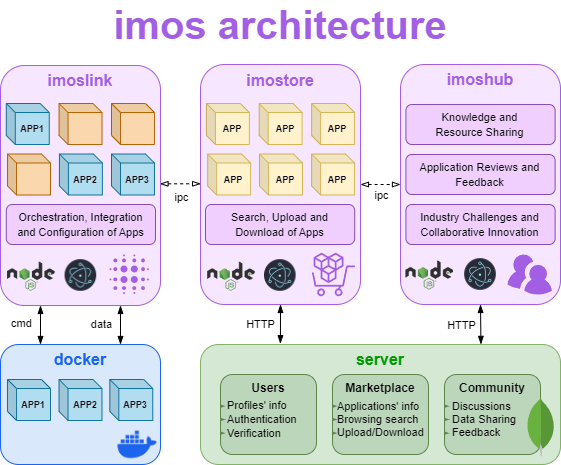 imos architecture
imoslink
APP1
APP2
APP3
Orchestration, Integration
and Configuration of Apps
node
JS
imostore
APP
APP
APP
APP
APP
APP
Search, Upload and
Download of Apps
node
JS
imoshub
Knowledge and
Resource Sharing
Application Reviews and
Feedback
Industry Challenges and
Collaborative Innovation
node
JS
ipc
ipc
cmd
data
HTTP
HTTP
docker
APP1
APP2
APP3
server
Users
Profiles' info
Authentication
Verification
Marketplace
Applications' info
Browsing search
Upload/Download
Community
Discussions
Data Sharing
Feedback